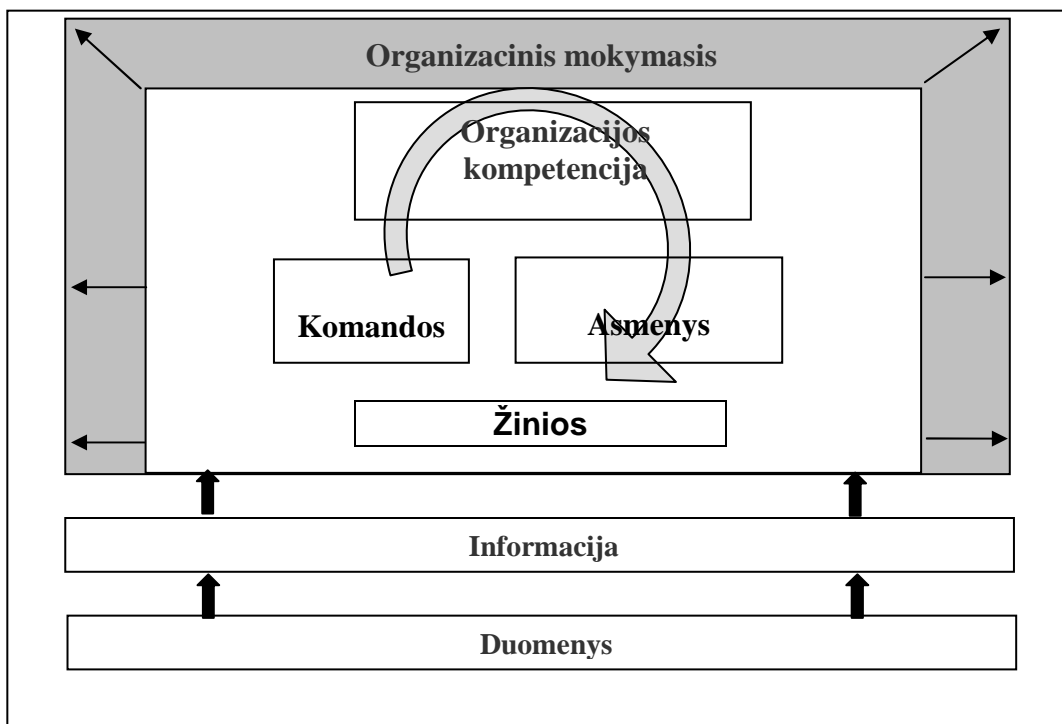 Organizacinis mokymasis
Organizacijos
kompetencija
Komandos
Asmenys
Žinios
Informacija
Duomenys